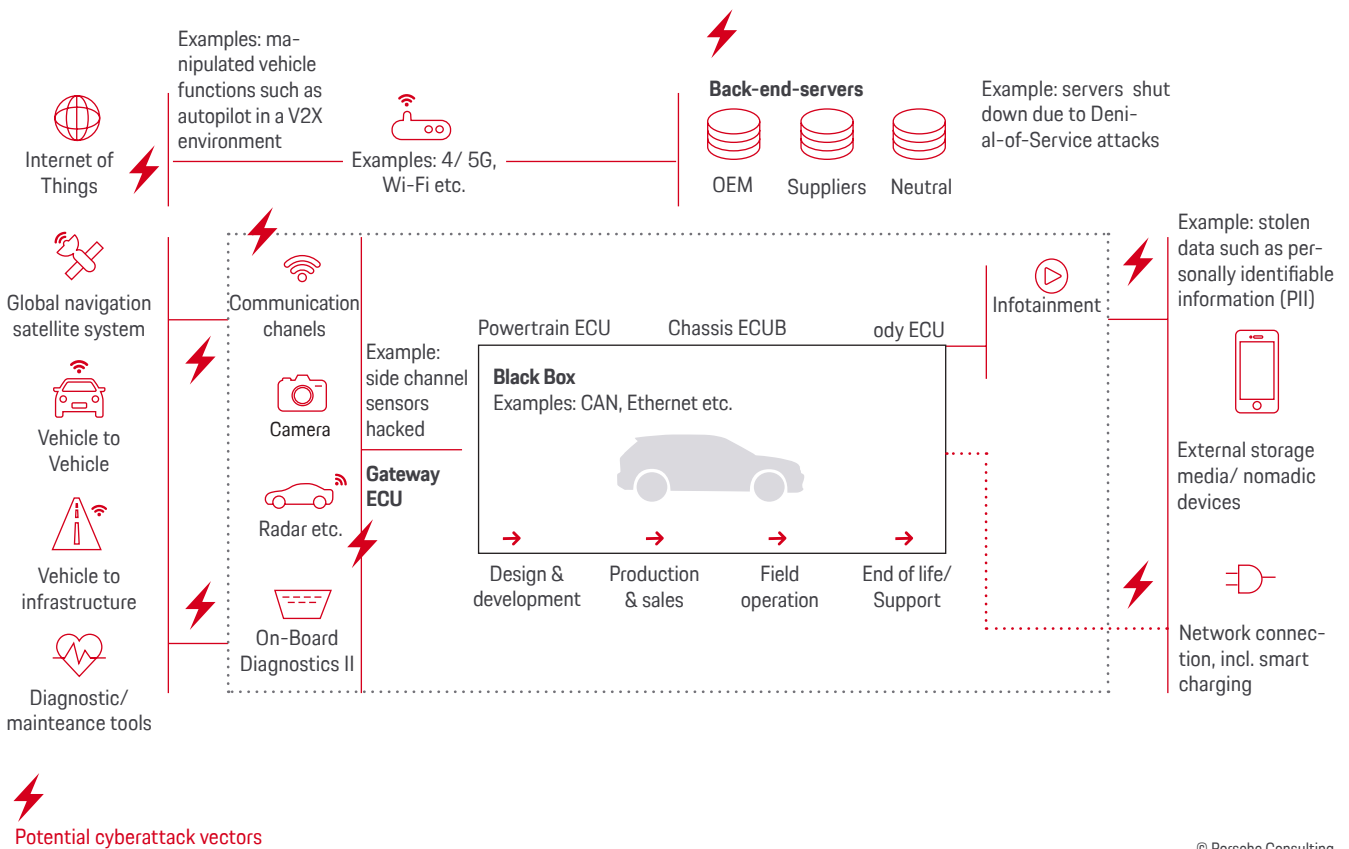 Examples: ma-
nipulated vehicle
functions such as
autopilot in a V2X
environment
Internet of
Things
Examples: 4/ 5G,
Wi-Fi etc.
Back-end-servers
OEM
Suppliers
Neutral
Example: servers shut
down due to Deni-
al-of-Service attacks
Global navigation
satellite system
Vehicle to
Vehicle
Vehicle to
infrastructure
Diagnostic/
mainteance tools
Communication
chanels
Camera
Radar etc.
On-Board
Diagnostics II
Example:
side channel
sensors
hacked
Gateway
ECU
Powertrain ECU
Chassis ECUB
ody ECU
Black Box
Examples: CAN, Ethernet etc.
Design &
development
Production
& sales
Field
operation
End of life/
Support
Infotainment
Example: stolen
data such as per-
sonally identifiable
information (PII)
External storage
media/ nomadic
devices
Network connec-
tion, incl. smart
charging
Potential cyberattack vectors
© Porsche Consulting